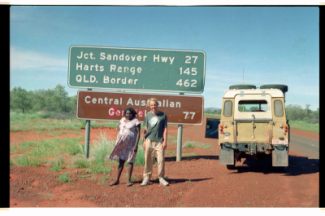 Jct. Sandover Hwy 27
Harts Range 145
QLD. Border 462
Central Australian
77